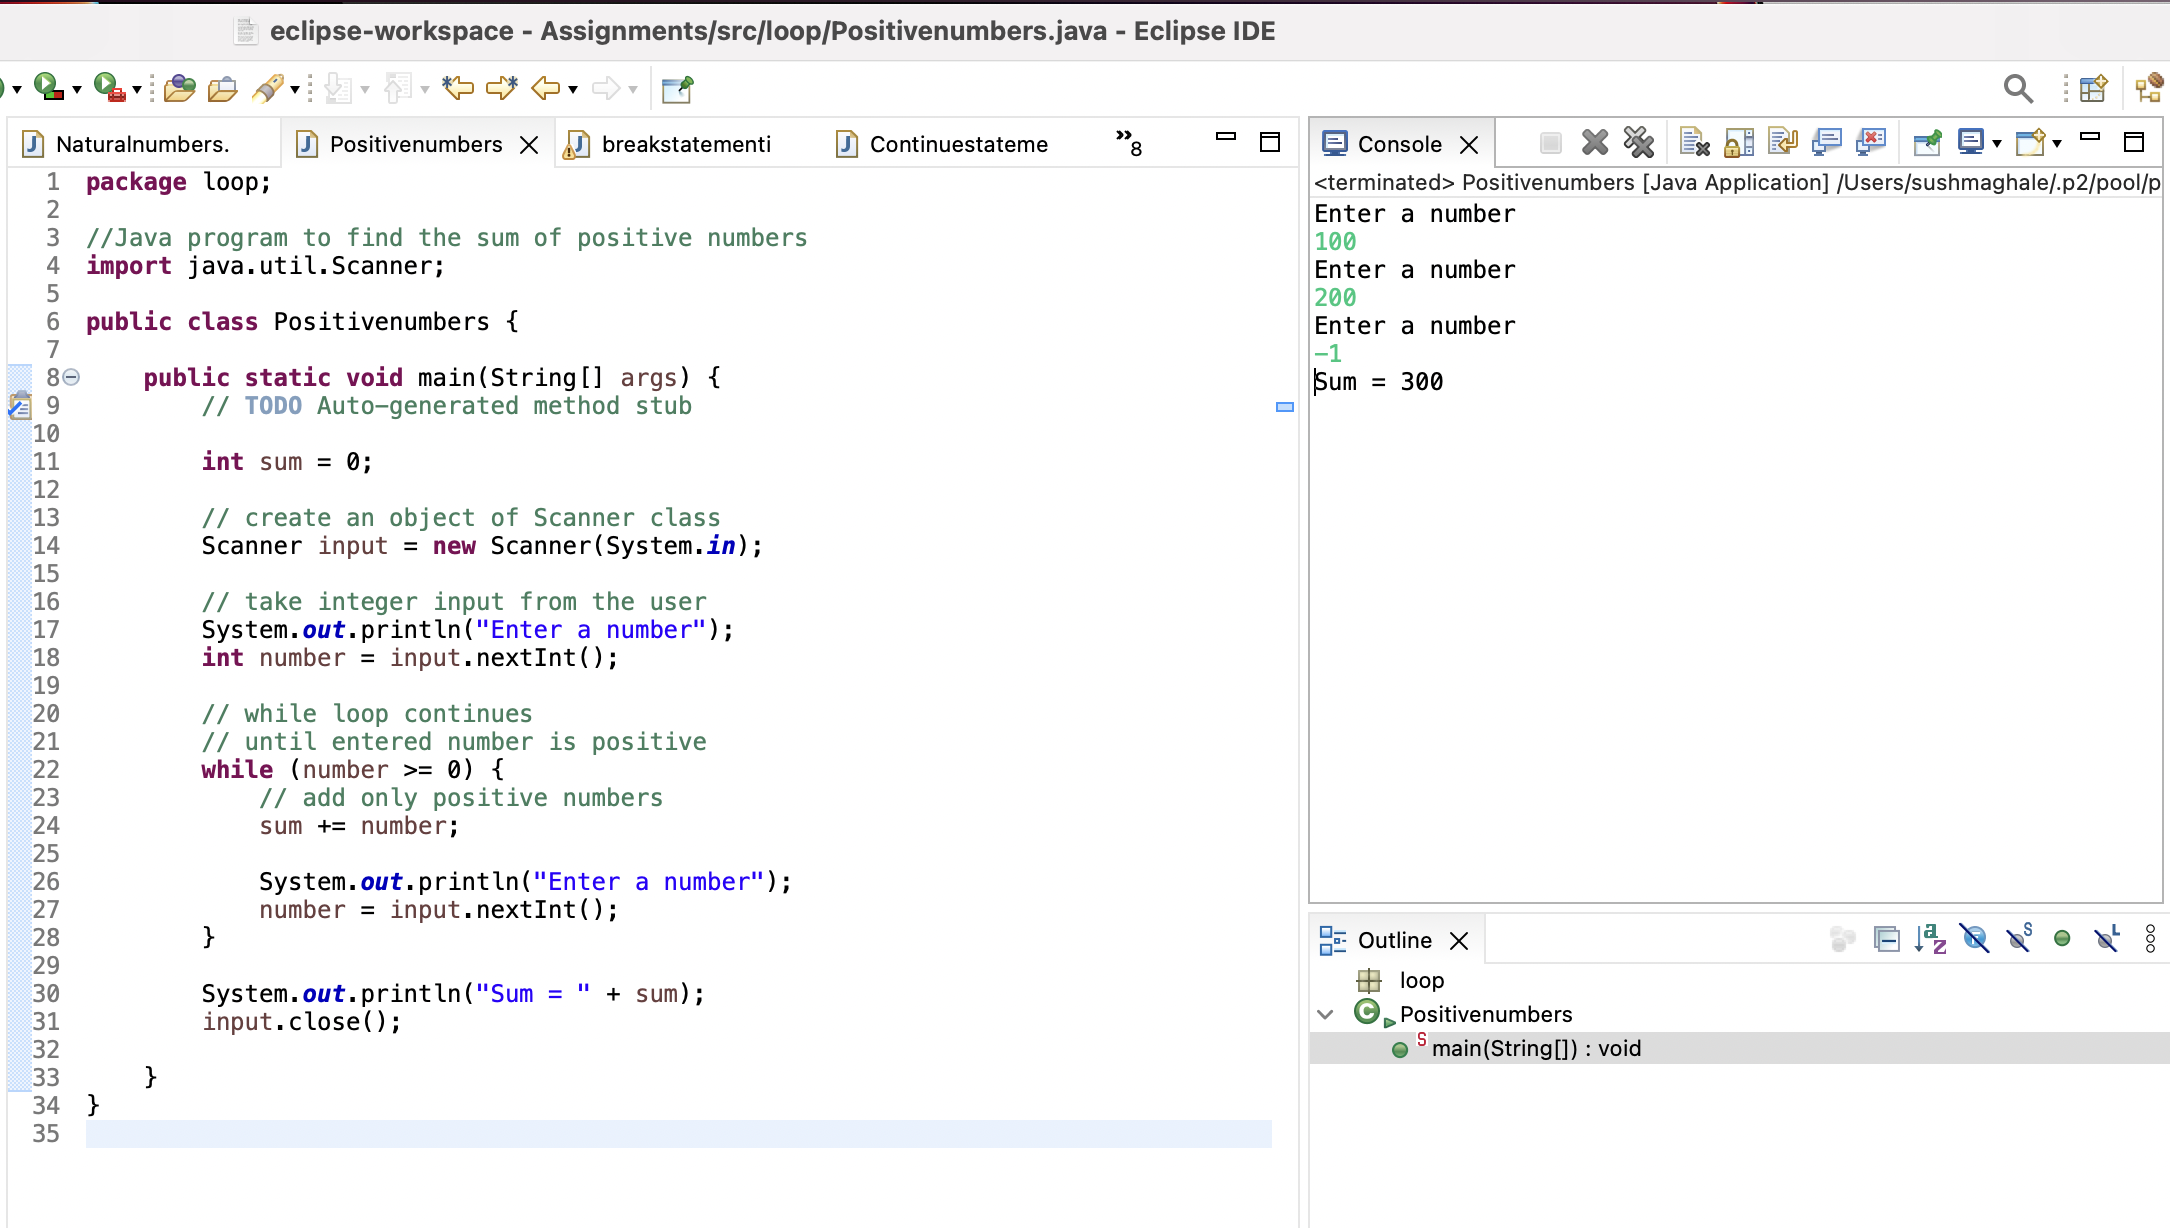 eclipse-workspace - Assignments/src/loop/Positivenumbers.java - Eclipse IDE
Naturalnumbers.
Positivenumbers
breakstatementi
Continuestateme
»8
1 package loop;
2
3 //Java program to find the sum of positive numbers
4 import java.util.Scanner;
5
6 public class Positivenumbers {
7
8 public static void main(String[] args) {
9 // TODO Auto-generated method stub
10
11 int sum = 0;
12
13 // create an object of Scanner class
14 Scanner input = new Scanner(System.in);
15
16 // take integer input from the user
17 System.out.println("Enter a number");
18 int number = input.nextInt();
19
20 // while loop continues
21 // until entered number is positive
22 while (number >= 0) {
23 // add only positive numbers
24 sum += number;
25
26 System.out.println("Enter a number");
27 number = input.nextInt();
28 }
29
30 System.out.println("Sum = " + sum);
31 input.close();
32
33 }
34 }
35
Console
<terminated> Positivenumbers [Java Application] /Users/sushmaghale/.p2/pool/p
Enter a number
100
Enter a number
200
Enter a number
-1
Sum = 300
Outline
loop
Positivenumbers
main(String[]) : void